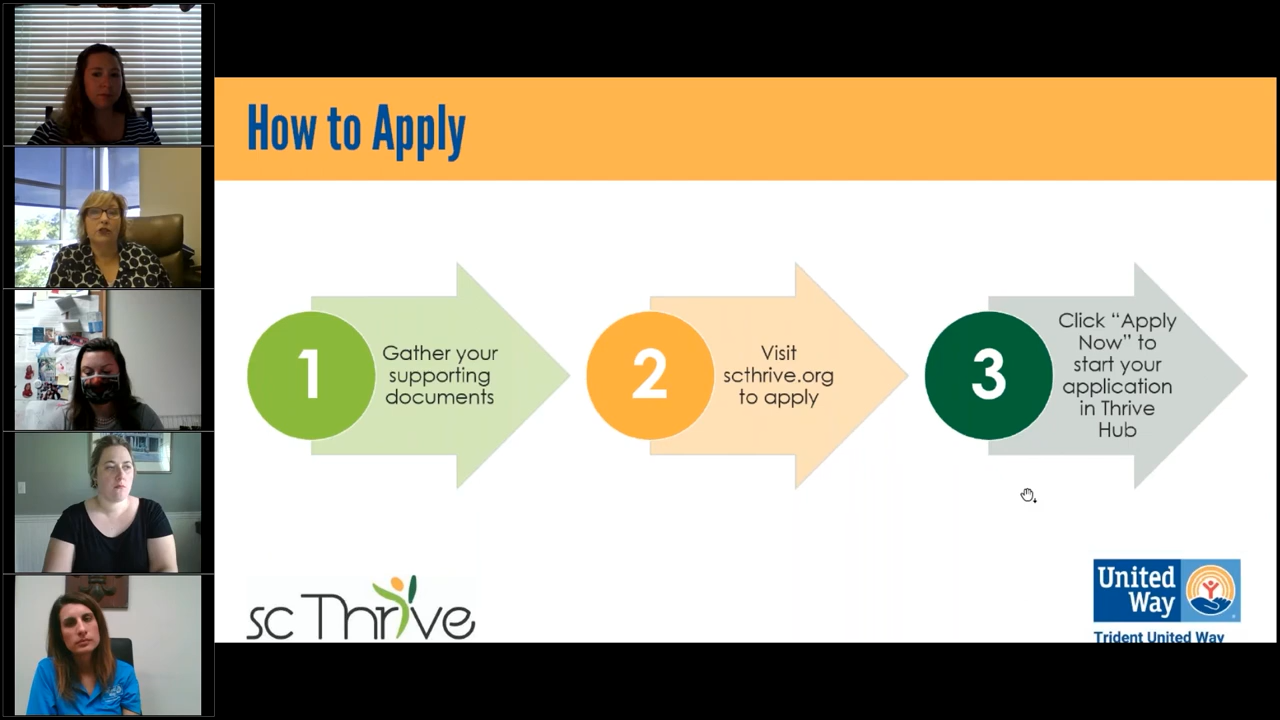 How to Apply
1
Gather your
supporting
documents
2
Visit
scthrive.org
to apply
3
Click “Apply
Now” to
start your
application
in Thrive
Hub
sc Thrive
United
Way
Trident United Way